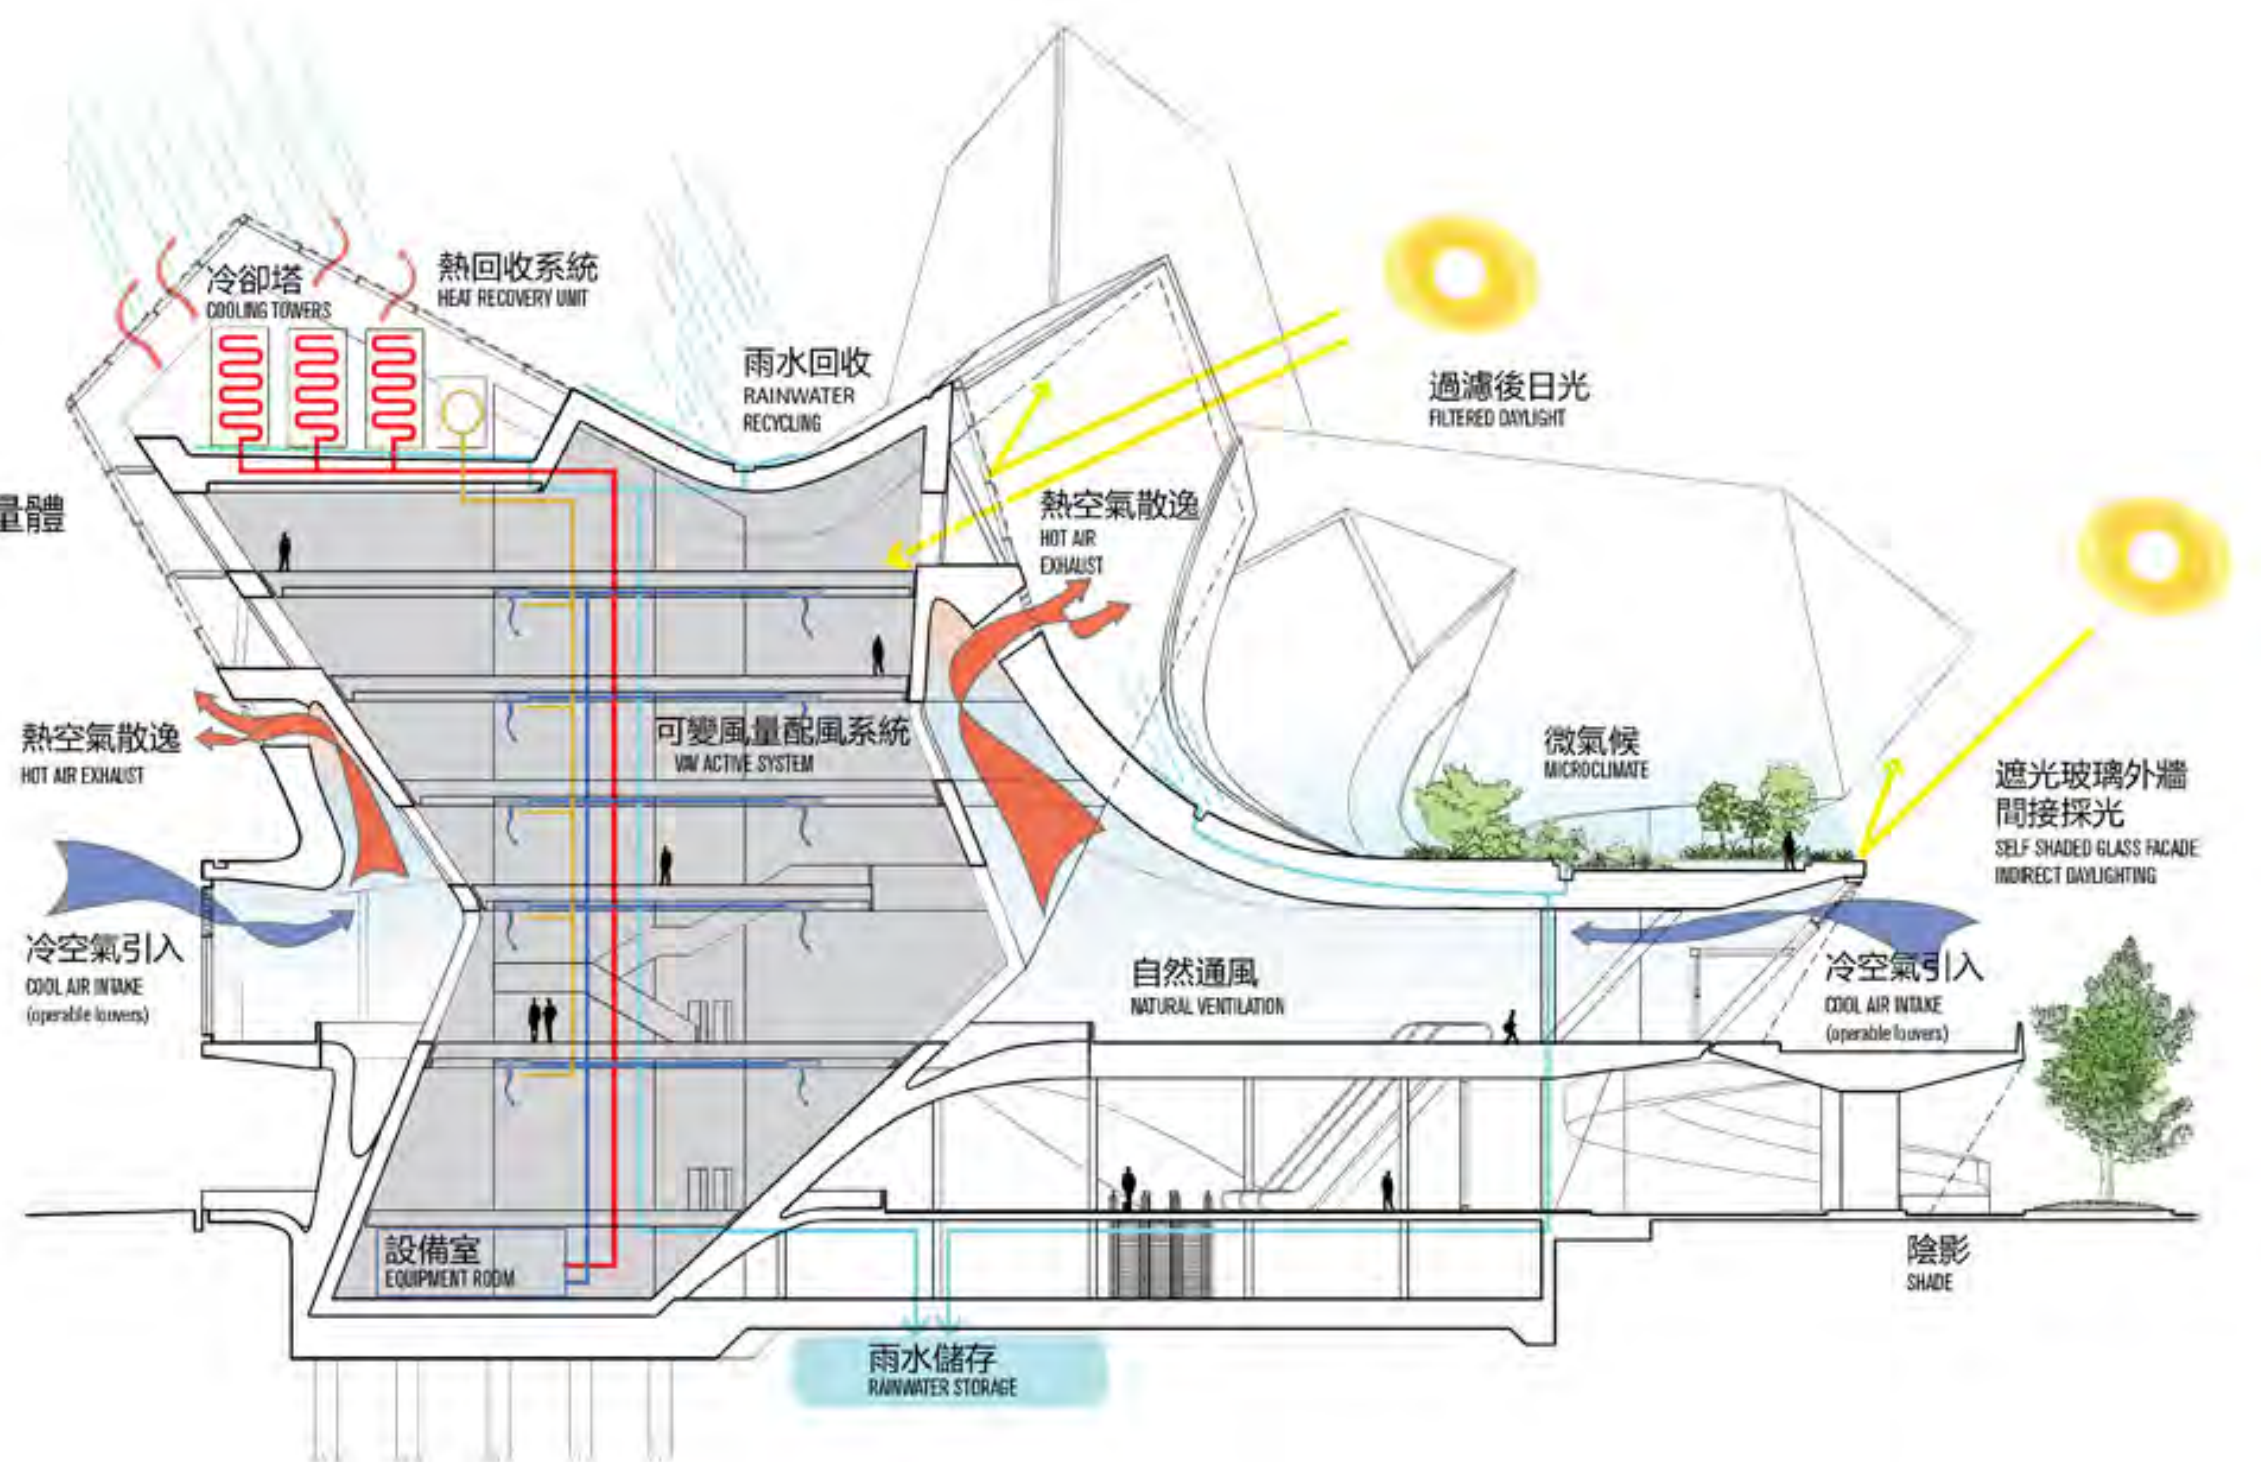 冷卻塔
COOLING TOWERS
熱回收系統
HEAT RECOVERY UNIT
雨水回收
RAINWATER
RECYCLING
過濾後日光
FILTERED DAYLIGHT
量體
熱空氣散逸
HOT AIR
EXHAUST
熱空氣散逸
HOT AIR EXHAUST
可變風量配風系統
VAV ACTIVE SYSTEM
微氣候
MICROCLIMATE
遮光玻璃外牆
間接採光
SELF SHADED GLASS FACADE
INDIRECT DAYLIGHTING
冷空氣引入
COOL AIR INTAKE
(operable louvers)
自然通風
NATURAL VENTILATION
冷空氣引入
COOL AIR INTAKE
(operable louvers)
設備室
EQUIPMENT ROOM
陰影
SHADE
雨水儲存
RAINWATER STORAGE